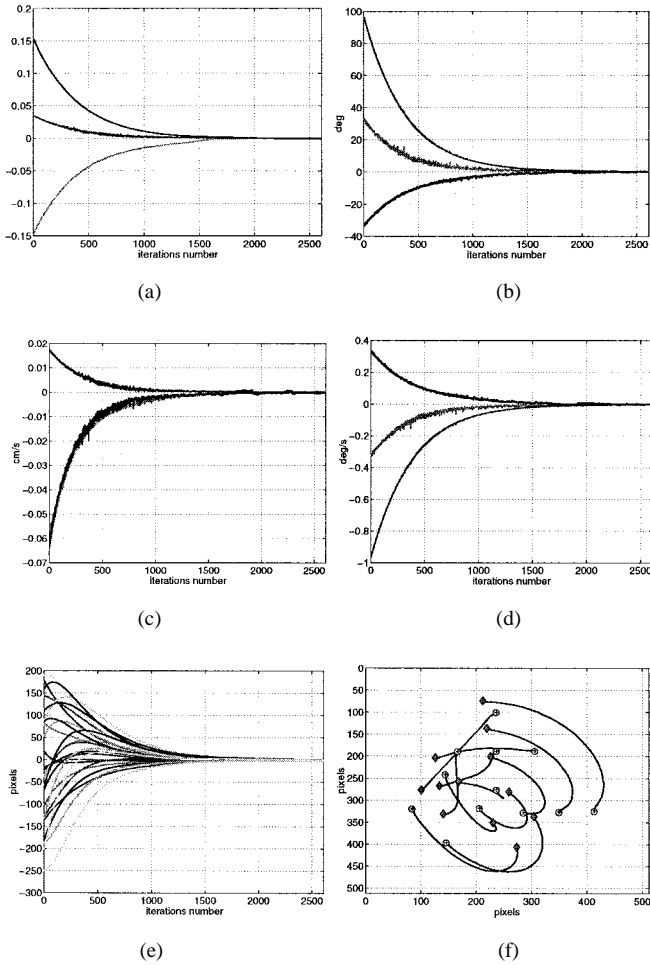 0.2
0.15
0.1
0.05
0
−0.05
−0.1
−0.15
0 500 1000 1500 2000 2500
iterations number
(a)
100
80
60
40
20
0
−20
−40
deg
0 500 1000 1500 2000 2500
iterations number
(b)
0.02
0.01
0
−0.01
−0.02
−0.03
−0.04
−0.05
−0.06
−0.07
cm/s
0 500 1000 1500 2000 2500
iterations number
(c)
0.4
0.2
0
−0.2
−0.4
−0.6
−0.8
−1
deg/s
0 500 1000 1500 2000 2500
iterations number
(d)
200
150
100
50
0
−50
−100
−150
−200
−250
−300
pixels
0 500 1000 1500 2000 2500
iterations number
(e)
0
50
100
150
200
250
300
350
400
450
500
pixels
0 100 200 300 400 500
pixels
(f)